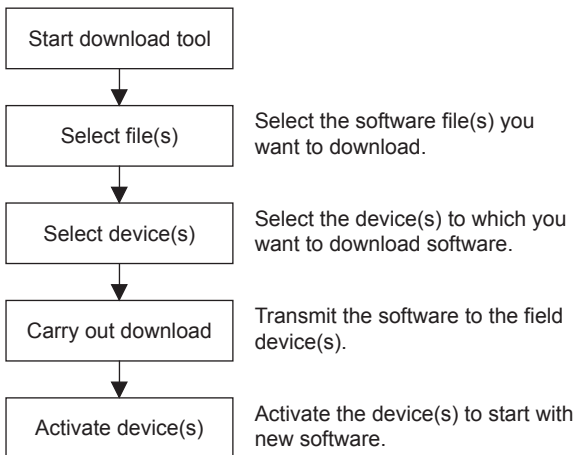 Start download tool
Select file(s)
Select the software file(s) you
want to download.
Select device(s)
Select the device(s) to which you
want to download software.
Carry out download
Transmit the software to the field
device(s).
Activate device(s)
Activate the device(s) to start with
new software.